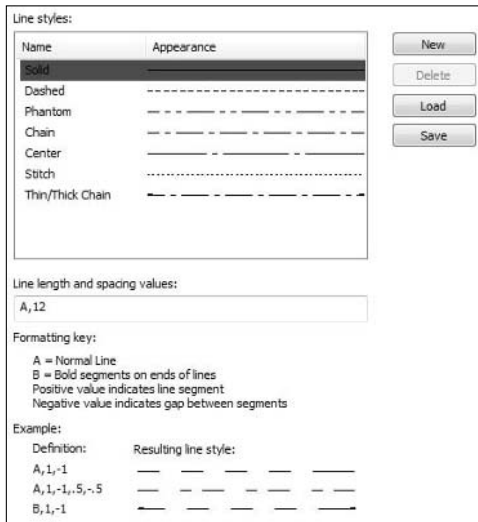 Line styles:
Name Appearance
Solid
Dashed
Phantom
Chain
Center
Stitch
Thin/Thick Chain
New
Delete
Load
Save
Line length and spacing values:
A,12
Formatting key:
A = Normal Line
B = Bold segments on ends of lines
Positive value indicates line segment
Negative value indicates gap between segments
Example:
Definition: Resulting line style:
A,1,-1
A,1,-1,.5,-.5
B,1,-1